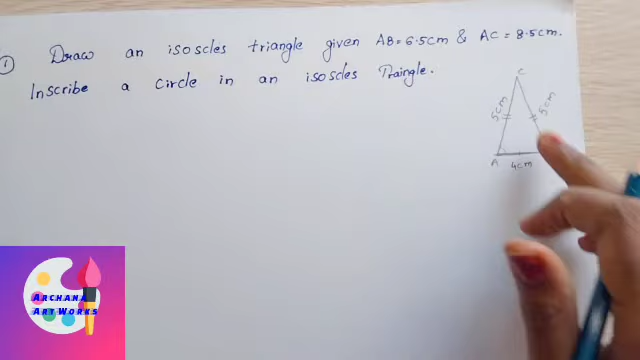 1 Draw an isoscles triangle given AB = 6.5cm & AC = 8.5cm.
Inscribe a circle in an isoscles Traingle.
C
5cm
5cm
A
4cm
ARCHANA
ART WORKS